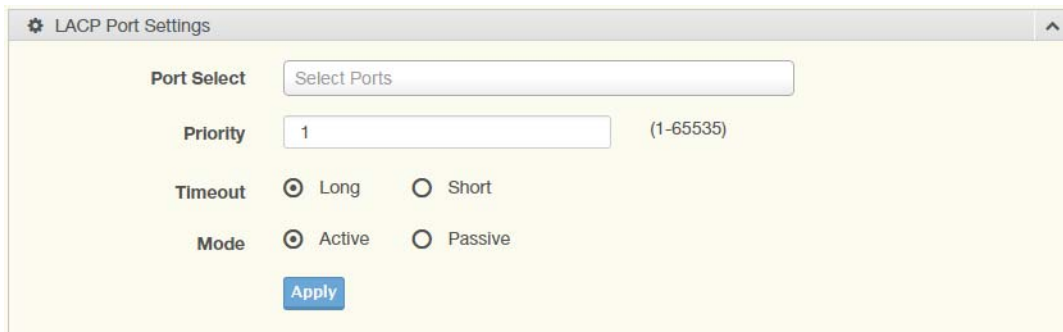 LACP Port Settings
Port Select Select Ports
Priority 1 (1-65535)
Timeout Long Short
Mode Active Passive
Apply